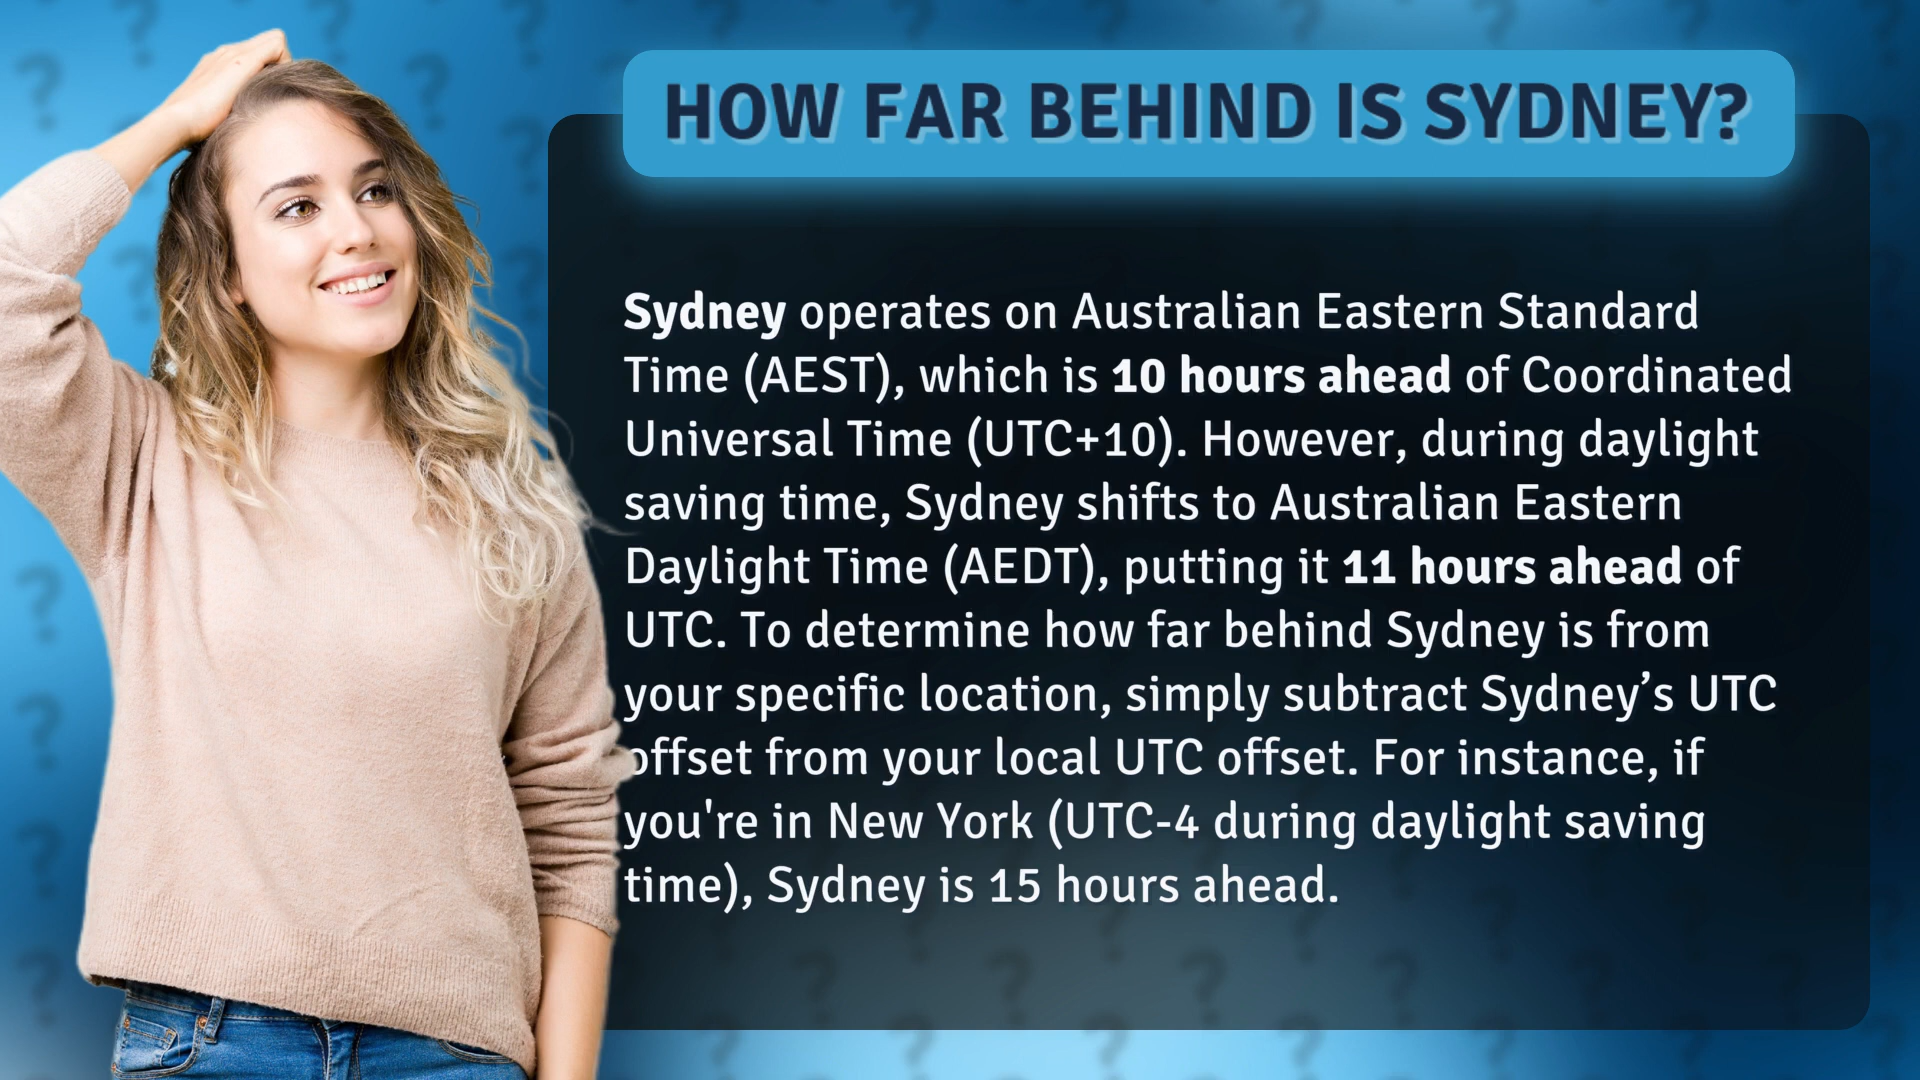 HOW FAR BEHIND IS SYDNEY?
Sydney operates on Australian Eastern Standard
Time (AEST), which is 10 hours ahead of Coordinated
Universal Time (UTC+10). However, during daylight
saving time, Sydney shifts to Australian Eastern
Daylight Time (AEDT), putting it 11 hours ahead of
UTC. To determine how far behind Sydney is from
your specific location, simply subtract Sydney’s UTC
offset from your local UTC offset. For instance, if
you're in New York (UTC-4 during daylight saving
time), Sydney is 15 hours ahead.